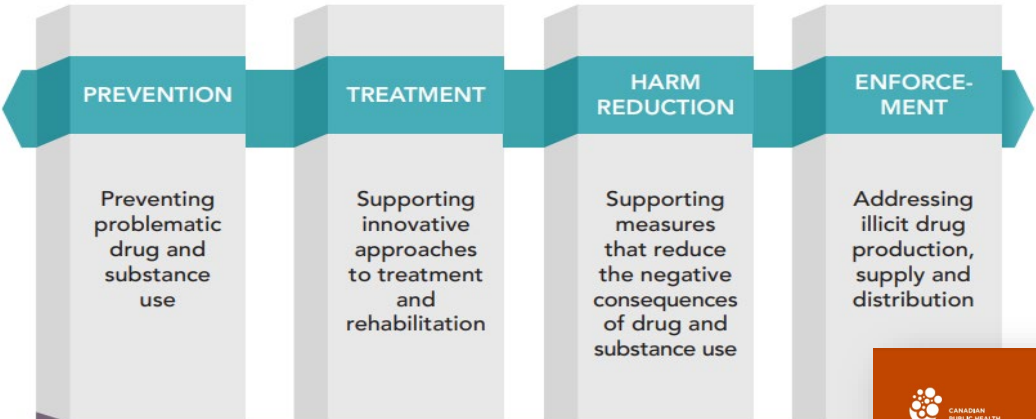 PREVENTION
Preventing
problematic
drug and
substance
use
TREATMENT
Supporting
innovative
approaches
to treatment
and
rehabilitation
HARM
REDUCTION
Supporting
measures
that reduce
the negative
consequences
of drug and
substance use
ENFORCE-
MENT
Addressing
illicit drug
production,
supply and
distribution
CANADIAN
PUBLIC HEALTH